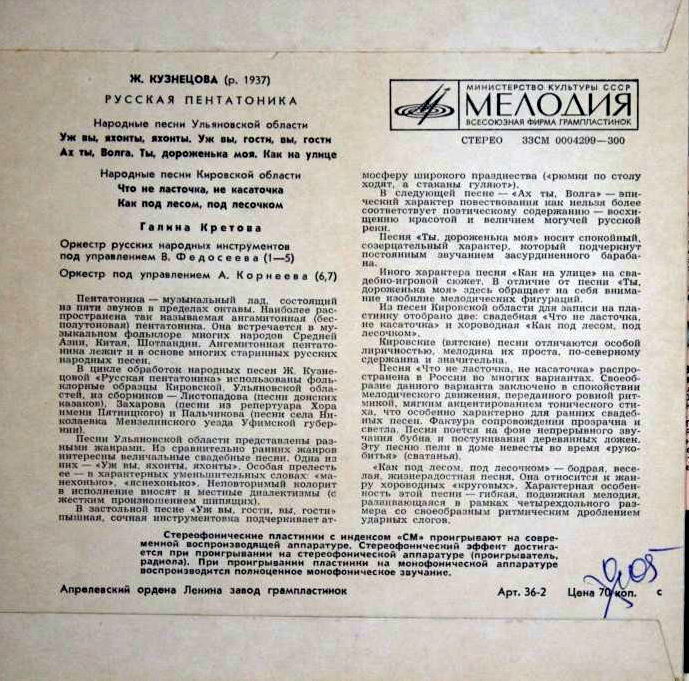 Ж. КУЗНЕЦОВА (р. 1937)
РУССКАЯ ПЕНТАТОНИКА
Народные песни Ульяновской области
Уж вы, яхонты, яхонты. Уж вы, гости, вы, гости
Ах ты, Волга. Ты, дороженька моя. Как на улице
Народные песни Кировской области
Что не ласточка, не касаточка
Как под лесом, под лесочком
Галина Кретова
Оркестр русских народных инструментов
под управлением В. Федосеева (1—5)
Оркестр под управлением А. Корнеева (6,7)
Пентатоника — музыкальный лад, состоящий
из пяти звуков в пределах октавы. Наиболее рас-
пространена так называемая ангамитонная (бес-
полутоновая) пентатоника. Она встречается в му-
зыкальном фольклоре многих народов Средней
Азии, Китая, Шотландии. Ангемитонная пентато-
ника лежит и в основе многих старинных русских
народных песен.
В цикле обработок народных песен Ж. Кузне-
цовой «Русская пентатоника» использованы фоль-
клорные образцы Кировской, Ульяновской облас-
тей, из сборников — Листопадова (песни донских
казаков), Захарова (песни из репертуара Хора
имени Пятницкого) и Пальчикова (песни села Ни-
колаевка Мензелинского уезда Уфимской губер-
нии).
Песни Ульяновской области представлены раз-
ными жанрами. Из сравнительно ранних жанров
интересны величальные свадебные песни. Одна из
них — «Уж вы, яхонты, яхонты». Особая прелесть
ее — в характерных уменьшительных словах «ма-
нехонько», «яснехонько». Неповторимый колорит
в исполнение вносят и местные диалектизмы (с
жестким произношением шипящих).
В застольной песне «Уж вы, гости, вы, гости»
пышная, сочная инструментовка подчеркивает ат-
МИНИСТЕРСТВО КУЛЬТУРЫ СССР
МЕЛОДИЯ
ВСЕСОЮЗНАЯ ФИРМА ГРАМПЛАСТИНОК
СТЕРЕО 33СМ 0004299—300
мосферу широкого празднества («рюмки по столу
ходят, а стаканы гуляют»).
В следующей песне — «Ах ты, Волга» — эпи-
ческий характер повествования как нельзя более
соответствует поэтическому содержанию — восхи-
щению красотой и величием могучей русской
реки.
Песня «Ты, дороженька моя» носит спокойный,
созерцательный характер, который подчеркнут
постоянным звучанием засурдиненного бараба-
на.
Иного характера песня «Как на улице» на сва-
дебно-игровой сюжет. В отличие от песни «Ты,
дороженька моя» здесь обращает на себя внима-
ние изобилие мелодических фигураций.
Из песен Кировской области для записи на пла-
стинку отобрано две: свадебная «Что не ласточка,
не касаточка» и хороводная «Как под лесом, под
лесочком».
Кировские (вятские) песни отличаются особой
лиричностью, мелодика их проста, по-северному
сдержанна и значительна.
Песня «Что не ласточка, не касаточка» распро-
странена в России во многих вариантах. Своеоб-
разие данного варианта заключено в спокойствии
мелодического движения, переданного ровной рит-
микой, мягким акцентированием тонического сти-
ха, что особенно характерно для ранних свадеб-
ных песен. Фактура сопровождения прозрачна и
светла. Песня поется на фоне непрерывного звуча-
ния бубна и постукивания деревянных ложек.
Эту песню пели в доме невесты во время «руко-
битья» (сватанья).
«Как под лесом, под лесочком» — бодрая, весе-
лая, жизнерадостная песня. Она относится к жан-
ру хороводных «круговых». Характерная особен-
ность этой песни — гибкая, подвижная мелодия,
разливающаяся в рамках четырехдольного разме-
ра со своеобразным ритмическим дроблением
ударных слогов.
Стереофонические пластинки с индексом «СМ» проигрывают на совре-
менной воспроизводящей аппаратуре. Стереофонический эффект достига-
ется при проигрывании на стереофонической аппаратуре (проигрыватель,
радиола). При проигрывании пластинки на монофонической аппаратуре
воспроизводится полноценное монофоническое звучание.
Апрелевский ордена Ленина завод грампластинок Арт. 36-2 Цена 70 коп. с